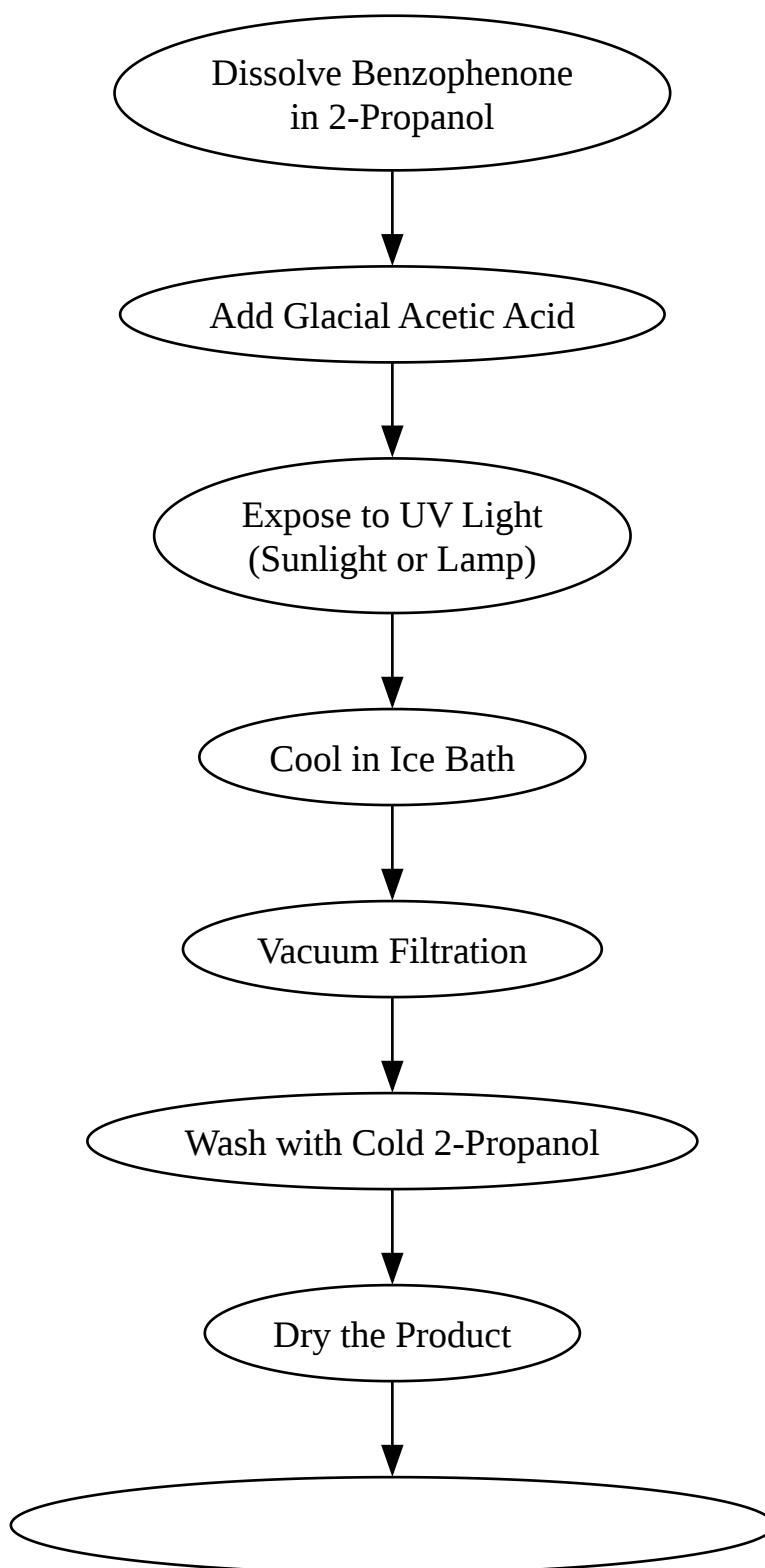 Dissolve Benzophenone
in 2-Propanol
Add Glacial Acetic Acid
Expose to UV Light
(Sunlight or Lamp)
Cool in Ice Bath
Vacuum Filtration
Wash with Cold 2-Propanol
Dry the Product